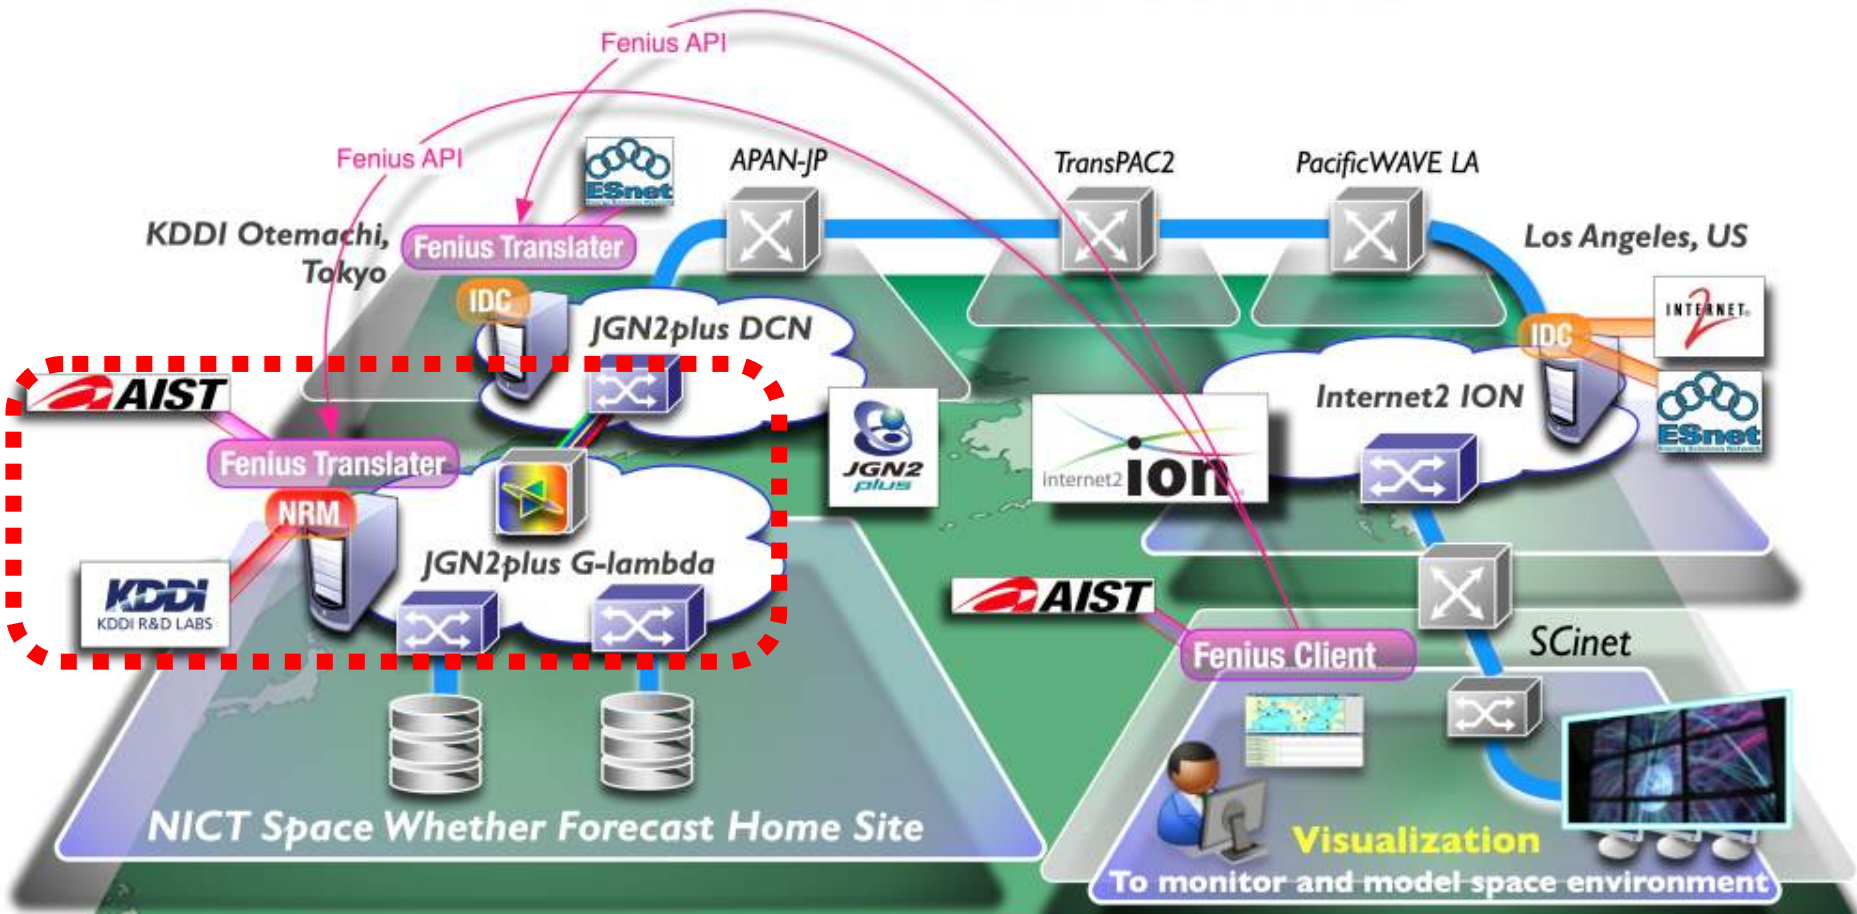 Fenius API
Fenius API
ESnet
APAN-JP
TransPAC2
PacificWAVE LA
KDDI Otemachi,
Tokyo
Fenius Translater
Los Angeles, US
IDC
INTERNET
2
IDC
JGN2plus DCN
AIST
Internet2 ION
ESnet
Fenius Translater
JGN2
plus
internet2 ion
NRM
JGN2plus G-lambda
KDDI
KDDI R&D LABS
AIST
Fenius Client
SCinet
NICT Space Whether Forecast Home Site
Visualization
To monitor and model space environment